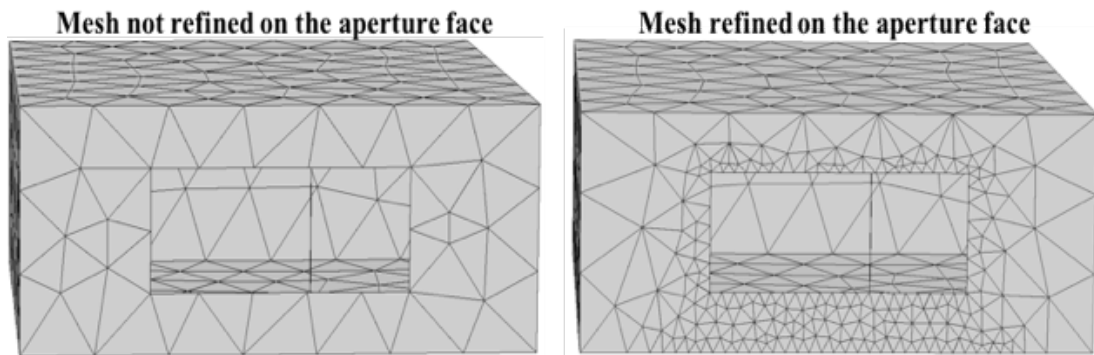 Mesh not refined on the aperture face
Mesh refined on the aperture face